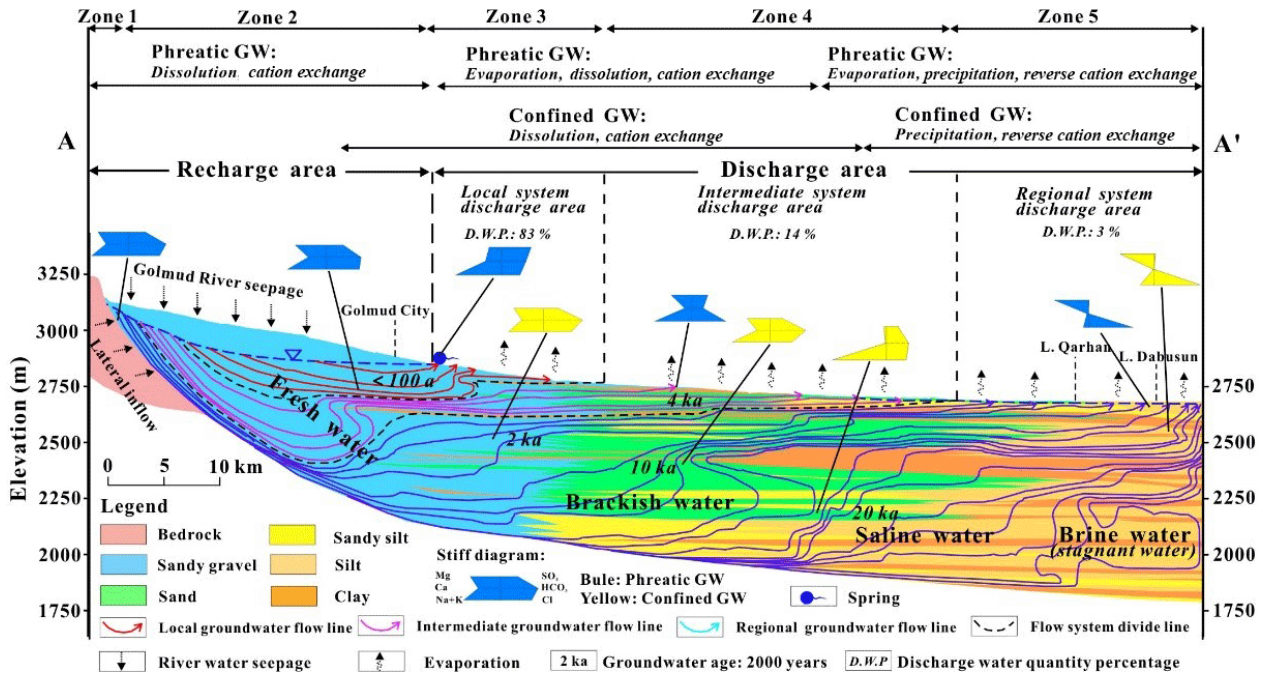 Zone 1 Zone 2 Zone 3 Zone 4 Zone 5
Phreatic GW:
Dissolution, cation exchange
Phreatic GW:
Evaporation, dissolution, cation exchange
Phreatic GW:
Evaporation, precipitation, reverse cation exchange
Confined GW:
Dissolution, cation exchange
Confined GW:
Precipitation, reverse cation exchange
A
A'
Recharge area
Discharge area
Local system
discharge area
D.W.P.: 83 %
Intermediate system
discharge area
D.W.P.: 14 %
Regional system
discharge area
D.W.P.: 3 %
Golmud River seepage
Golmud City
L. Qarhan
L. Dabusun
Lateral inflow
Fresh water
< 100 a
2 ka
4 ka
10 ka
20 ka
Brackish water
Saline water
Brine water
(stagnant water)
Elevation (m)
3250
3000
2750
2500
2250
2000
1750
2750
2500
2250
2000
1750
0 5 10 km
Legend
Bedrock
Sandy silt
Sandy gravel
Silt
Sand
Clay
Stiff diagram:
Mg
Ca
Na+K
SO₄
HCO₃
Cl
Bule: Phreatic GW
Yellow: Confined GW
Spring
Local groundwater flow line
Intermediate groundwater flow line
Regional groundwater flow line
Flow system divide line
River water seepage
Evaporation
2 ka Groundwater age: 2000 years
D.W.P Discharge water quantity percentage